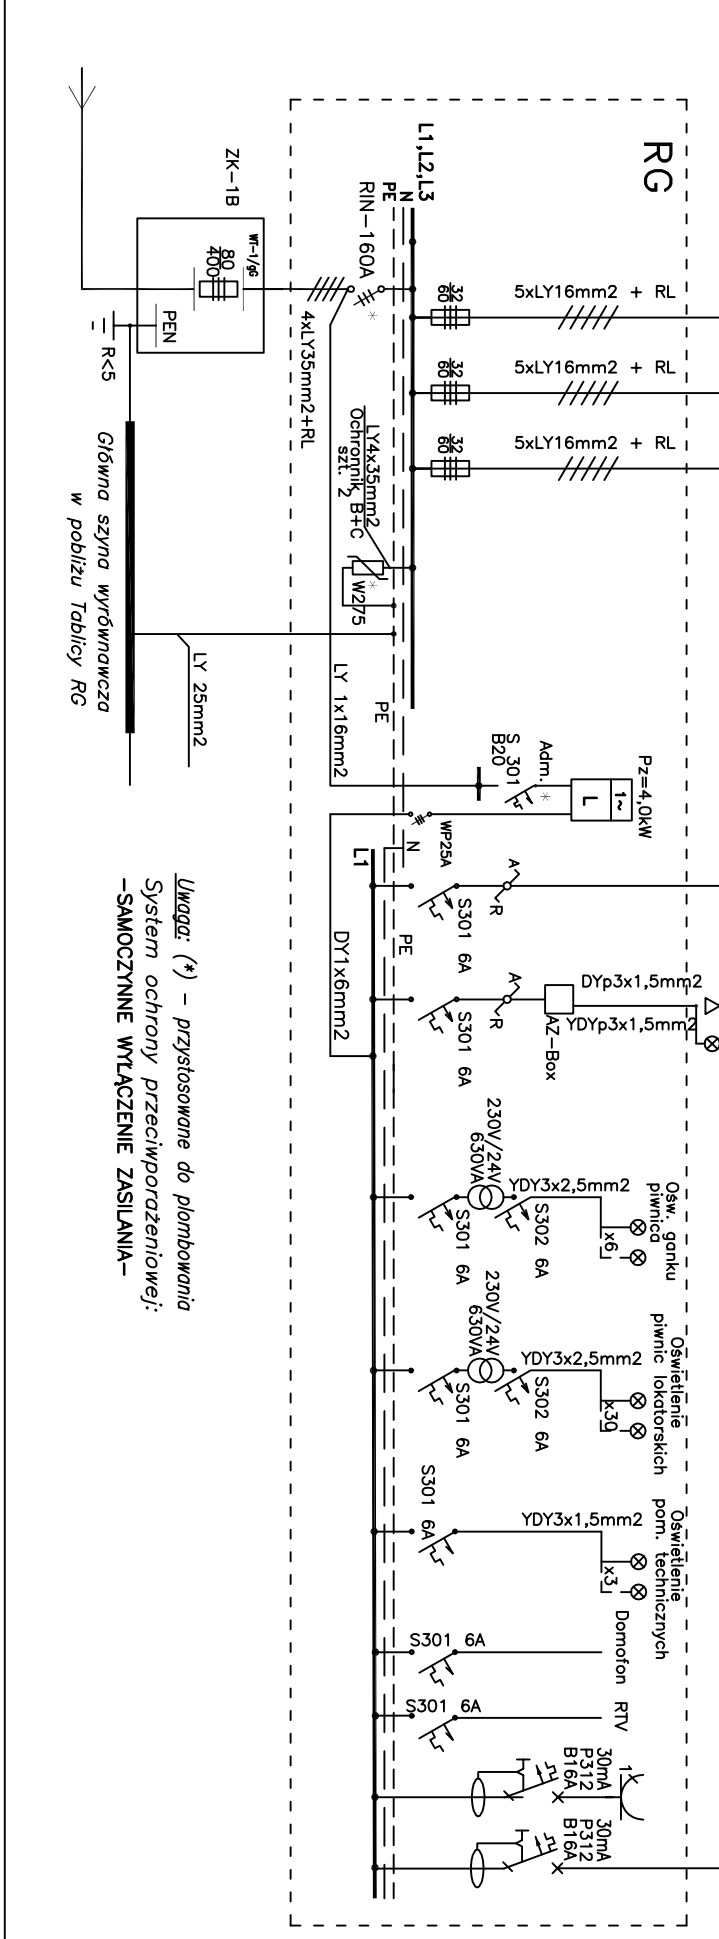 RG
L1,L2,L3
N
PE
RIN-160A
*
ZK-1B
WT-1/gG
80
400
PEN
R<5
4xLY35mm2+RL
32
60
5xLY16mm2 + RL
32
60
5xLY16mm2 + RL
32
60
5xLY16mm2 + RL
LY4x35mm2
Ochronnik B+C
szt. 2
W275
*
Główna szyna wyrównawcza
w pobliżu Tablicy RG
LY 25mm2
LY 1x16mm2
PE
Pz=4,0kW
1~
L
Adm.
*
S 301
B20
WP25A
N
L1
PE
DY1x6mm2
S301 6A
A
R
S301 6A
A
R
AZ-Box
DYp3x1,5mm2
YDYp3x1,5mm2
230V/24V
630VA
S301 6A
S302 6A
YDY3x2,5mm2
Ośw. ganku
piwnica
x6
230V/24V
630VA
S301 6A
S302 6A
YDY3x2,5mm2
Oświetlenie
piwnic lokatorskich
x30
S301 6A
YDY3x1,5mm2
Oświetlenie
pom. technicznych
x3
S301 6A
Domofon
S301 6A
RTV
30mA
P312
B16A
1
30mA
P312
B16A
Uwaga: (*) - przystosowane do plombowania
System ochrony przeciwporażeniowej:
-SAMOCZYNNE WYŁĄCZENIE ZASILANIA-